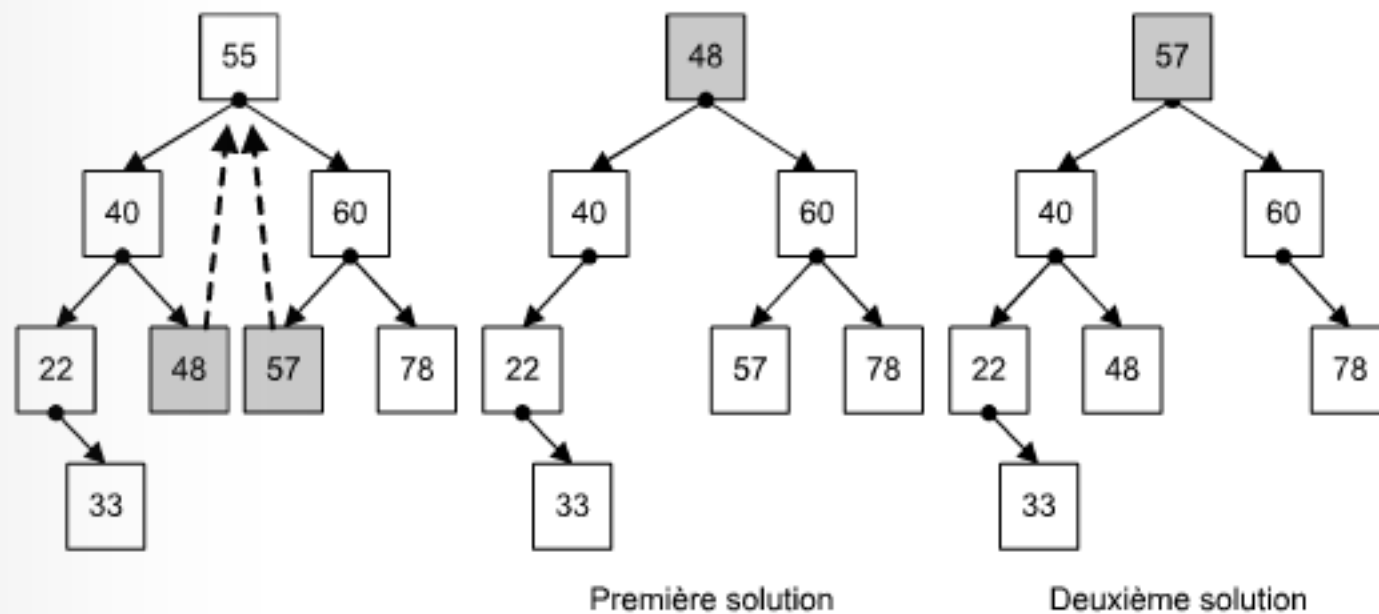 55 48 57
40 60 40 60 40 60
22 48 57 78 22 57 78 22 48 78
33 33 33
Première solution Deuxième solution